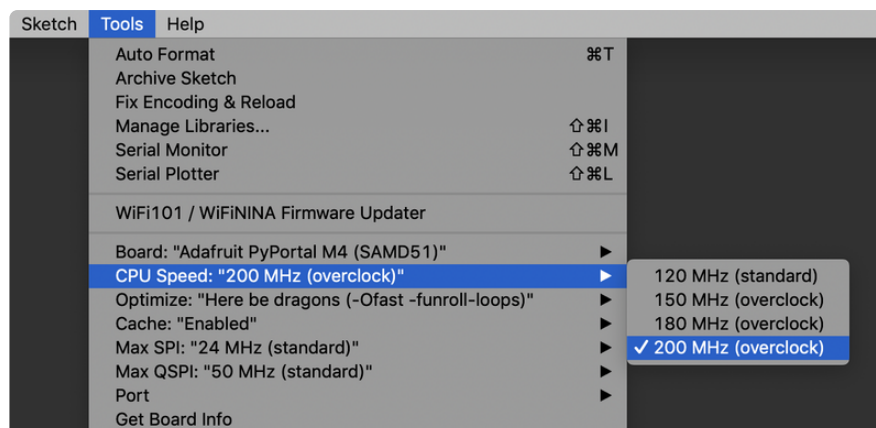 Sketch Tools Help
Auto Format ⌘T
Archive Sketch
Fix Encoding & Reload
Manage Libraries... ⇧⌘I
Serial Monitor ⇧⌘M
Serial Plotter ⇧⌘L
WiFi101 / WiFiNINA Firmware Updater
Board: "Adafruit PyPortal M4 (SAMD51)"
CPU Speed: "200 MHz (overclock)"
120 MHz (standard)
Optimize: "Here be dragons (-Ofast -funroll-loops)"
150 MHz (overclock)
Cache: "Enabled"
180 MHz (overclock)
Max SPI: "24 MHz (standard)"
✓ 200 MHz (overclock)
Max QSPI: "50 MHz (standard)"
Port
Get Board Info